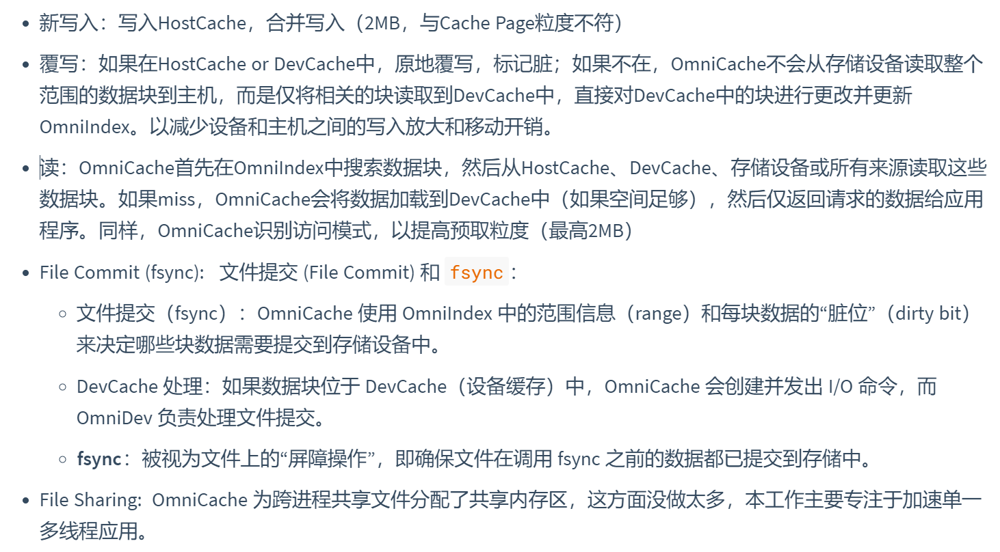 • 新写入：写入HostCache，合并写入（2MB，与Cache Page粒度不符）
• 覆写：如果在HostCache or DevCache中，原地覆写，标记脏；如果不在，OmniCache不会从存储设备读取整个
范围的数据块到主机，而是仅将相关的块读取到DevCache中，直接对DevCache中的块进行更改并更新
OmniIndex。以减少设备和主机之间的写入放大和移动开销。
• 读：OmniCache首先在OmniIndex中搜索数据块，然后从HostCache、DevCache、存储设备或所有来源读取这些
数据块。如果miss，OmniCache会将数据加载到DevCache中（如果空间足够），然后仅返回请求的数据给应用
程序。同样，OmniCache识别访问模式，以提高预取粒度（最高2MB）
• File Commit (fsync): 文件提交 (File Commit) 和 fsync：
◦ 文件提交（fsync）：OmniCache 使用 OmniIndex 中的范围信息（range）和每块数据的“脏位”（dirty bit）
来决定哪些块数据需要提交到存储设备中。
◦ DevCache 处理：如果数据块位于 DevCache（设备缓存）中，OmniCache 会创建并发出 I/O 命令，而
OmniDev 负责处理文件提交。
◦ fsync：被视为文件上的“屏障操作”，即确保文件在调用 fsync 之前的数据都已提交到存储中。
• File Sharing: OmniCache 为跨进程共享文件分配了共享内存区，这方面没做太多，本工作主要专注于加速单一
多线程应用。